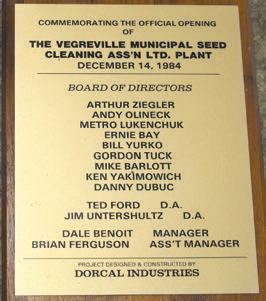 COMMEMORATING THE OFFICIAL OPENING
OF
THE VEGREVILLE MUNICIPAL SEED
CLEANING ASS'N LTD. PLANT
DECEMBER 14, 1984
BOARD OF DIRECTORS
ARTHUR ZIEGLER
ANDY OLINECK
METRO LUKENCHUK
ERNIE BAY
BILL YURKO
GORDON TUCK
MIKE BARLOTT
KEN YAKIMOWICH
DANNY DUBUC
TED FORD D.A.
JIM UNTERSHULTZ D.A.
DALE BENOIT MANAGER
BRIAN FERGUSON ASS'T MANAGER
PROJECT DESIGNED & CONSTRUCTED BY
DORCAL INDUSTRIES